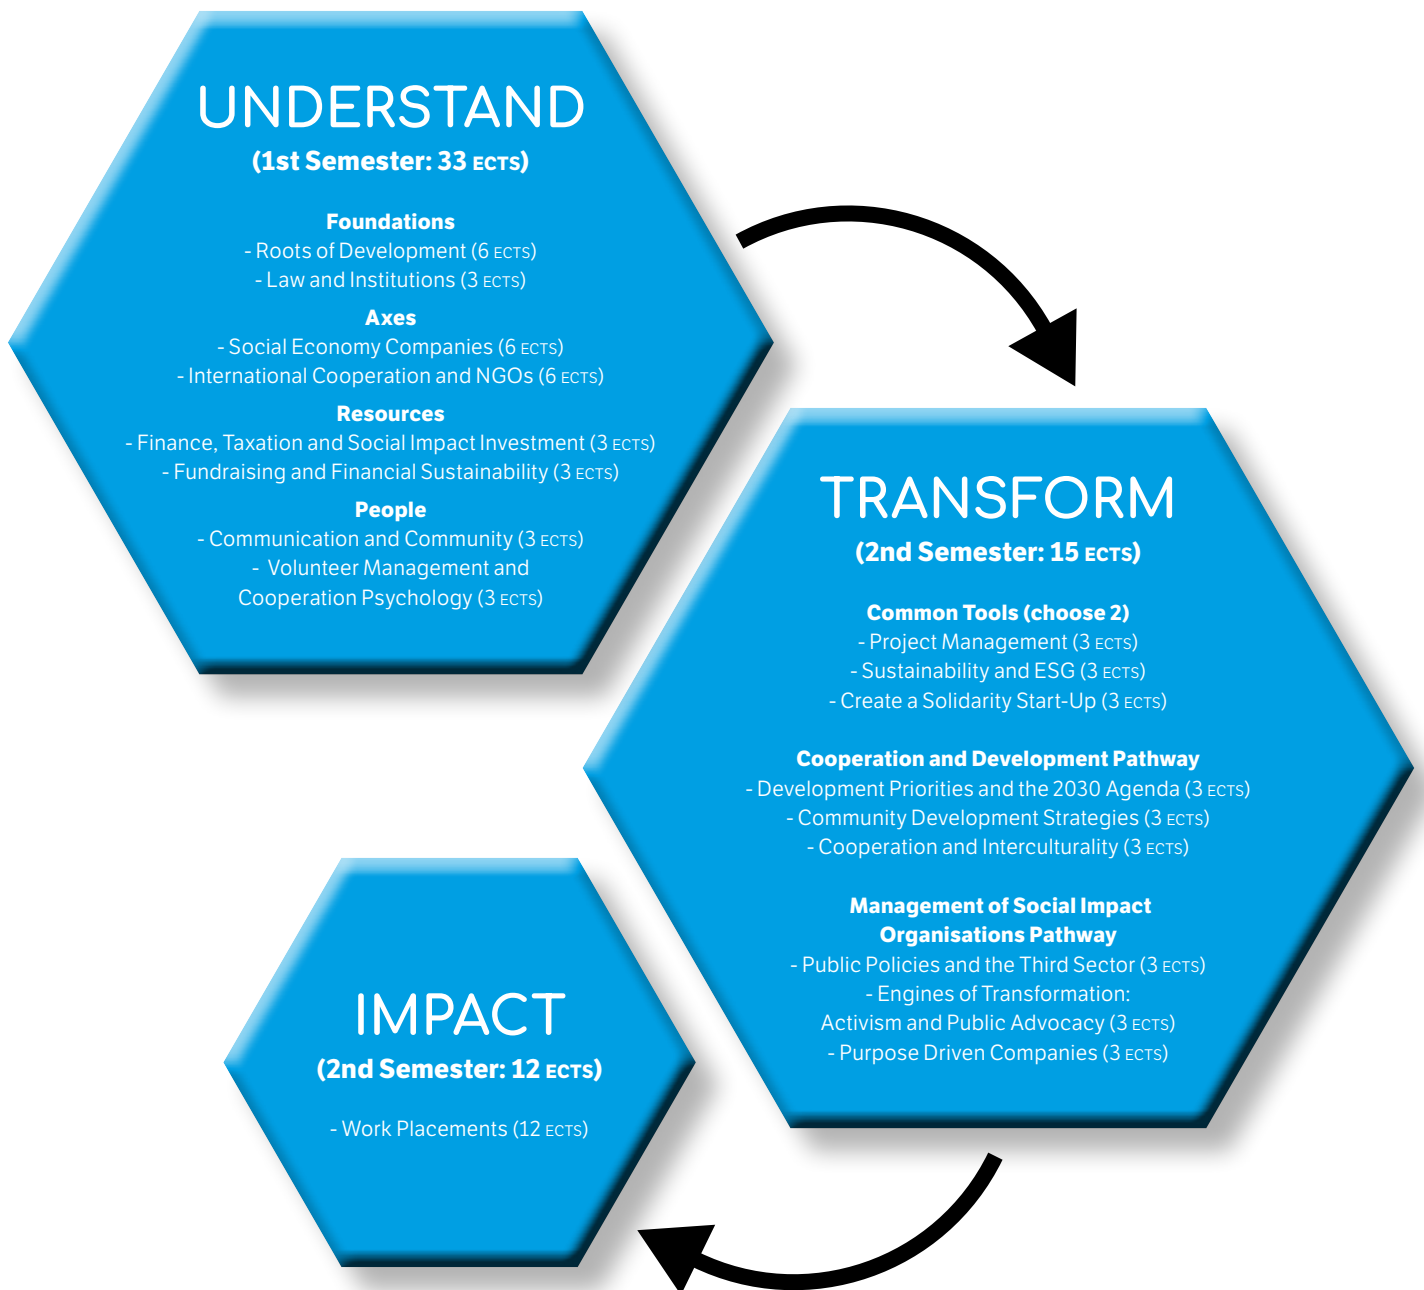 UNDERSTAND
(1st Semester: 33 ECTS)
Foundations
- Roots of Development (6 ECTS)
- Law and Institutions (3 ECTS)
Axes
- Social Economy Companies (6 ECTS)
- International Cooperation and NGOs (6 ECTS)
Resources
- Finance, Taxation and Social Impact Investment (3 ECTS)
- Fundraising and Financial Sustainability (3 ECTS)
People
- Communication and Community (3 ECTS)
- Volunteer Management and
Cooperation Psychology (3 ECTS)
TRANSFORM
(2nd Semester: 15 ECTS)
Common Tools (choose 2)
- Project Management (3 ECTS)
- Sustainability and ESG (3 ECTS)
- Create a Solidarity Start-Up (3 ECTS)
Cooperation and Development Pathway
- Development Priorities and the 2030 Agenda (3 ECTS)
- Community Development Strategies (3 ECTS)
- Cooperation and Interculturality (3 ECTS)
Management of Social Impact
Organisations Pathway
- Public Policies and the Third Sector (3 ECTS)
- Engines of Transformation:
Activism and Public Advocacy (3 ECTS)
- Purpose Driven Companies (3 ECTS)
IMPACT
(2nd Semester: 12 ECTS)
- Work Placements (12 ECTS)